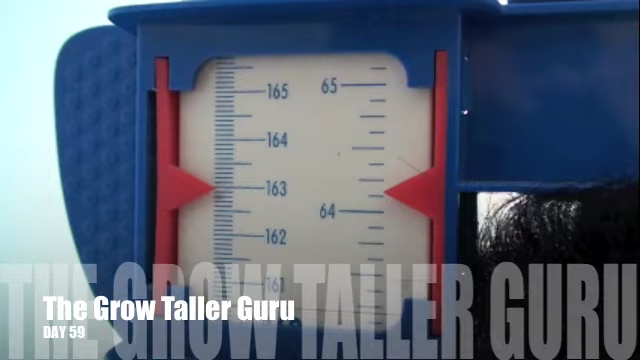 165 65
164
163
64
162
161
THE GROW TALLER GURU
The Grow Taller Guru
DAY 59